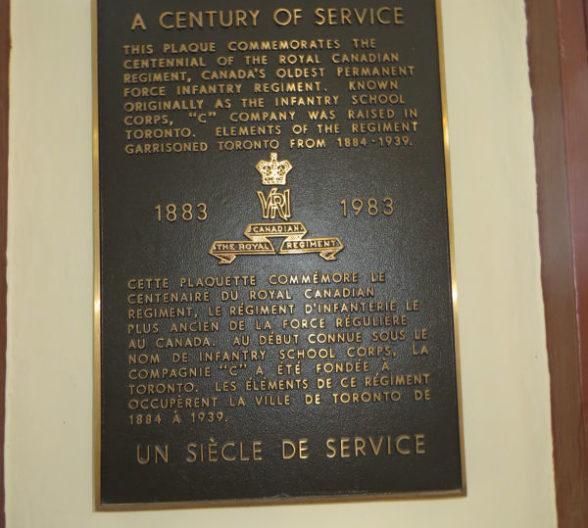 A CENTURY OF SERVICE
THIS PLAQUE COMMEMORATES THE
CENTENNIAL OF THE ROYAL CANADIAN
REGIMENT, CANADA'S OLDEST PERMANENT
FORCE INFANTRY REGIMENT. KNOWN
ORIGINALLY AS THE INFANTRY SCHOOL
CORPS, "C" COMPANY WAS RAISED IN
TORONTO. ELEMENTS OF THE REGIMENT
GARRISONED TORONTO FROM 1884-1939.
1883 VRI 1983
CANADIAN
THE ROYAL REGIMENT
CETTE PLAQUETTE COMMÉMORE LE
CENTENAIRE DU ROYAL CANADIAN
REGIMENT, LE RÉGIMENT D'INFANTERIE LE
PLUS ANCIEN DE LA FORCE RÉGULIÈRE
AU CANADA. AU DÉBUT CONNUE SOUS LE
NOM DE INFANTRY SCHOOL CORPS, LA
COMPAGNIE "C" A ÉTÉ FONDÉE À
TORONTO. LES ÉLÉMENTS DE CE RÉGIMENT
OCCUPÈRENT LA VILLE DE TORONTO DE
1884 À 1939.
UN SIÈCLE DE SERVICE